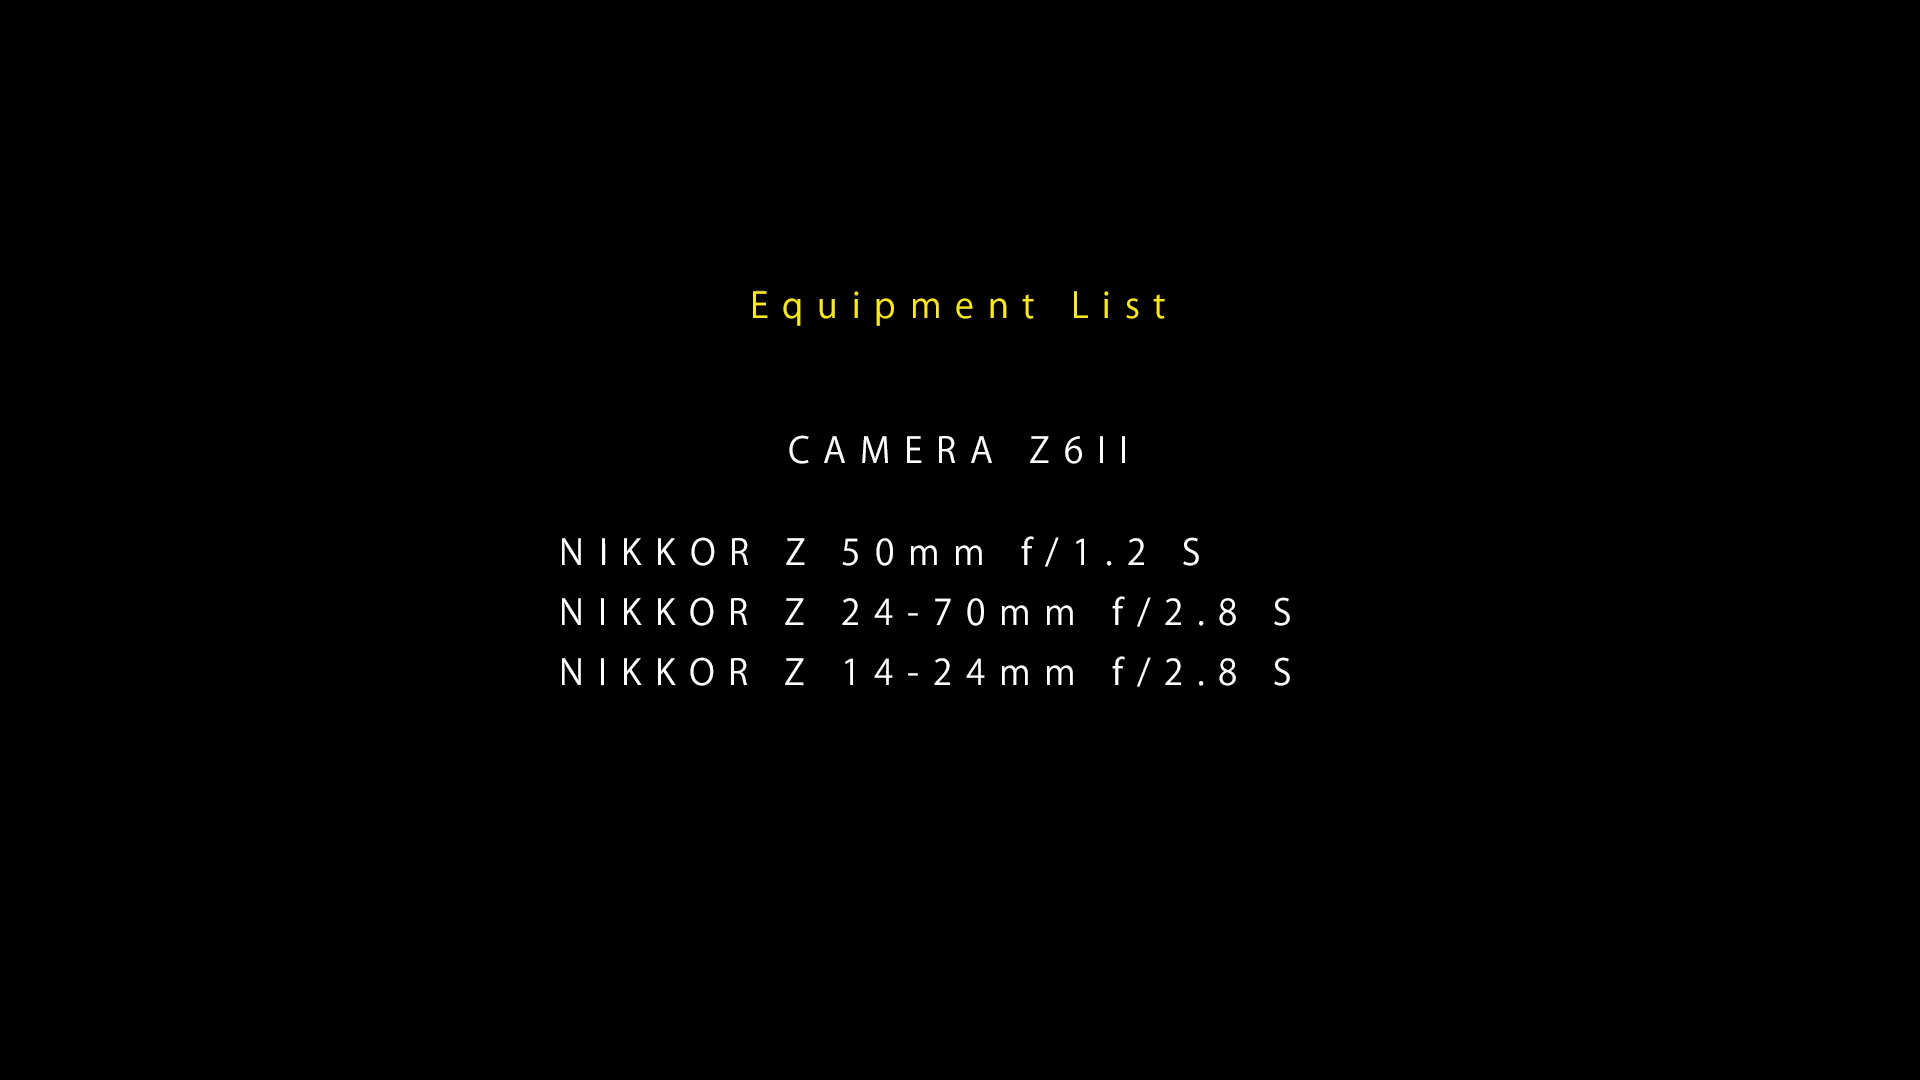 Equipment List
CAMERA Z6II
NIKKOR Z 50mm f/1.2 S
NIKKOR Z 24-70mm f/2.8 S
NIKKOR Z 14-24mm f/2.8 S